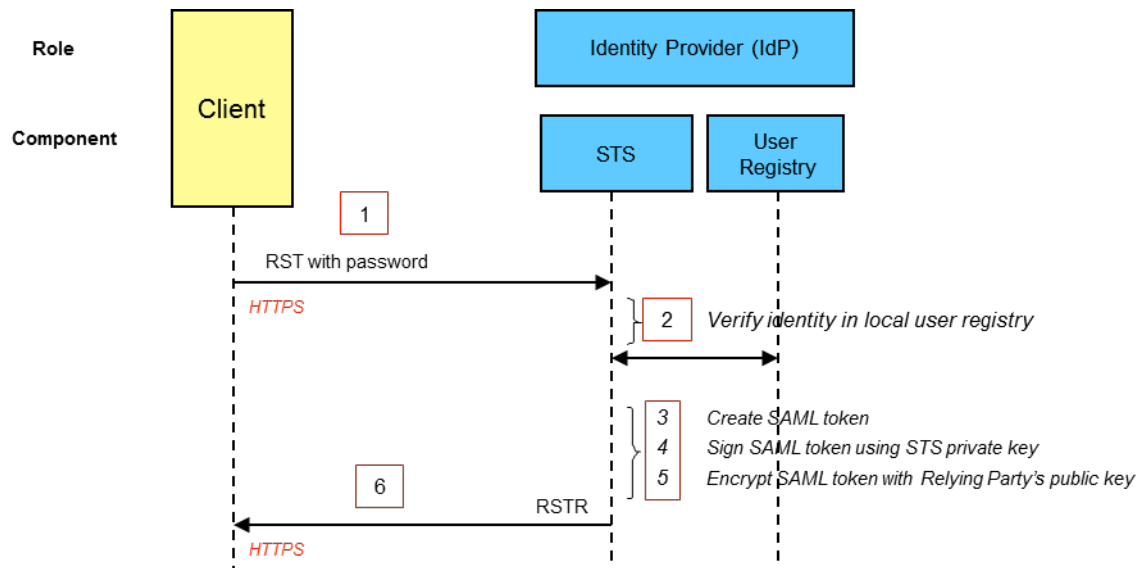 Role
Identity Provider (IdP)
Client
Component
STS
User
Registry
1
RST with password
HTTPS
2 Verify identity in local user registry
3 Create SAML token
4 Sign SAML token using STS private key
5 Encrypt SAML token with Relying Party's public key
6
RSTR
HTTPS